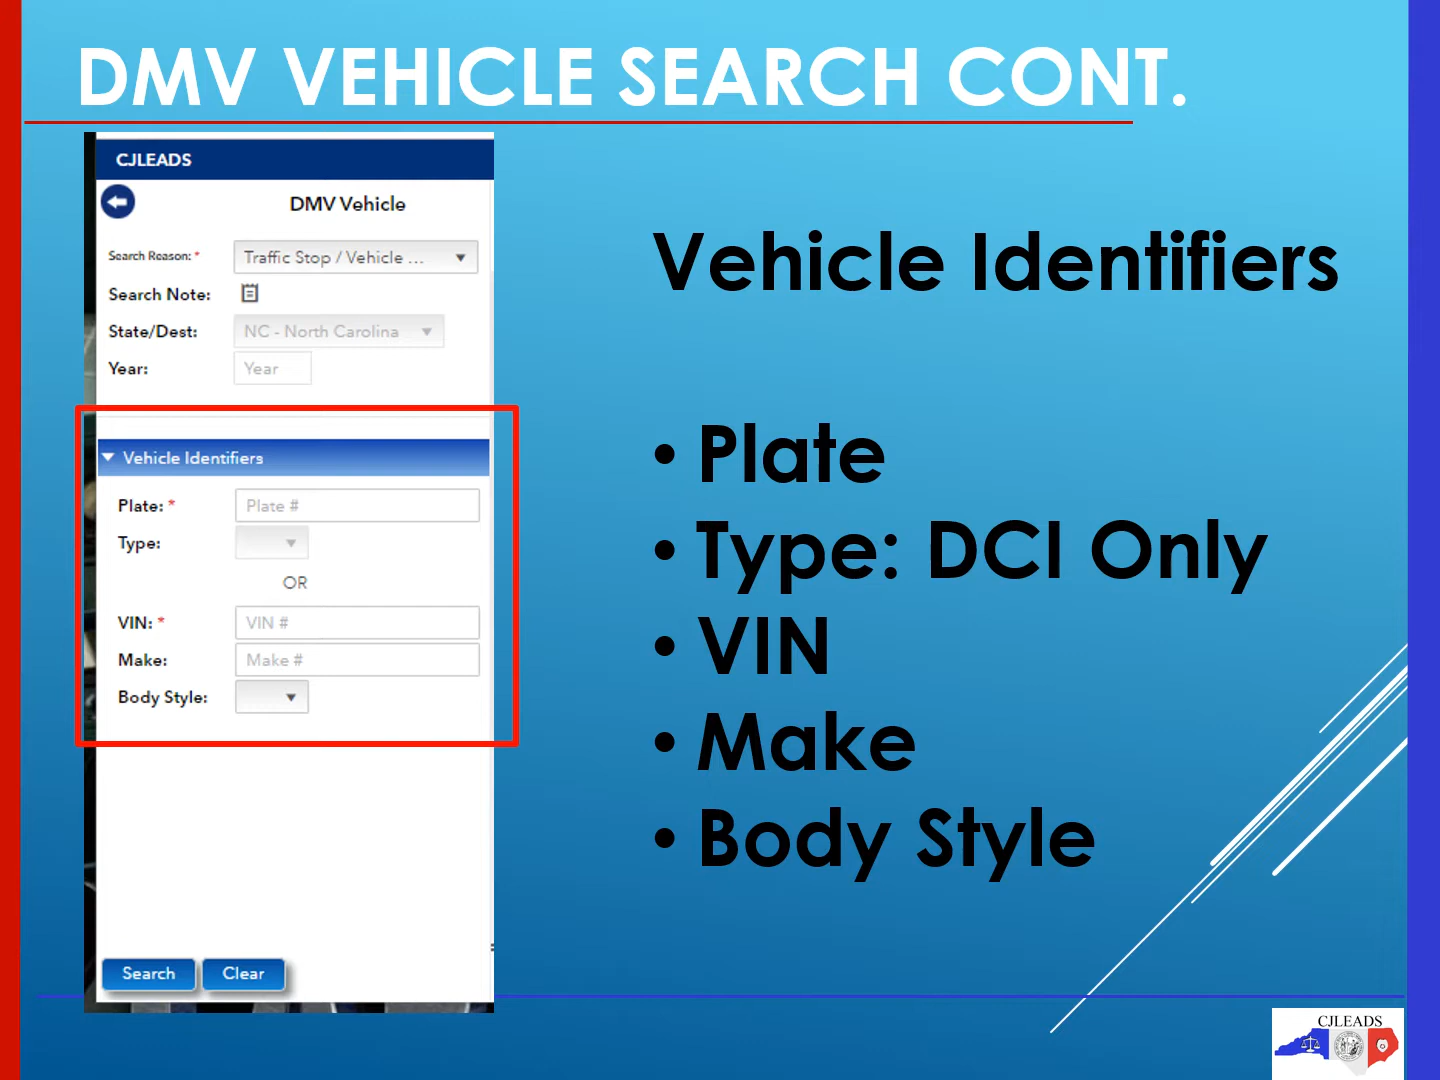 DMV VEHICLE SEARCH CONT.
CJLEADS
DMV Vehicle
Search Reason: * Traffic Stop / Vehicle ...
Search Note:
State/Dest: NC - North Carolina
Year: Year
Vehicle Identifiers
Plate: * Plate #
Type:
OR
VIN: * VIN #
Make: Make #
Body Style:
Search Clear
Vehicle Identifiers
• Plate
• Type: DCI Only
• VIN
• Make
• Body Style
CJLEADS